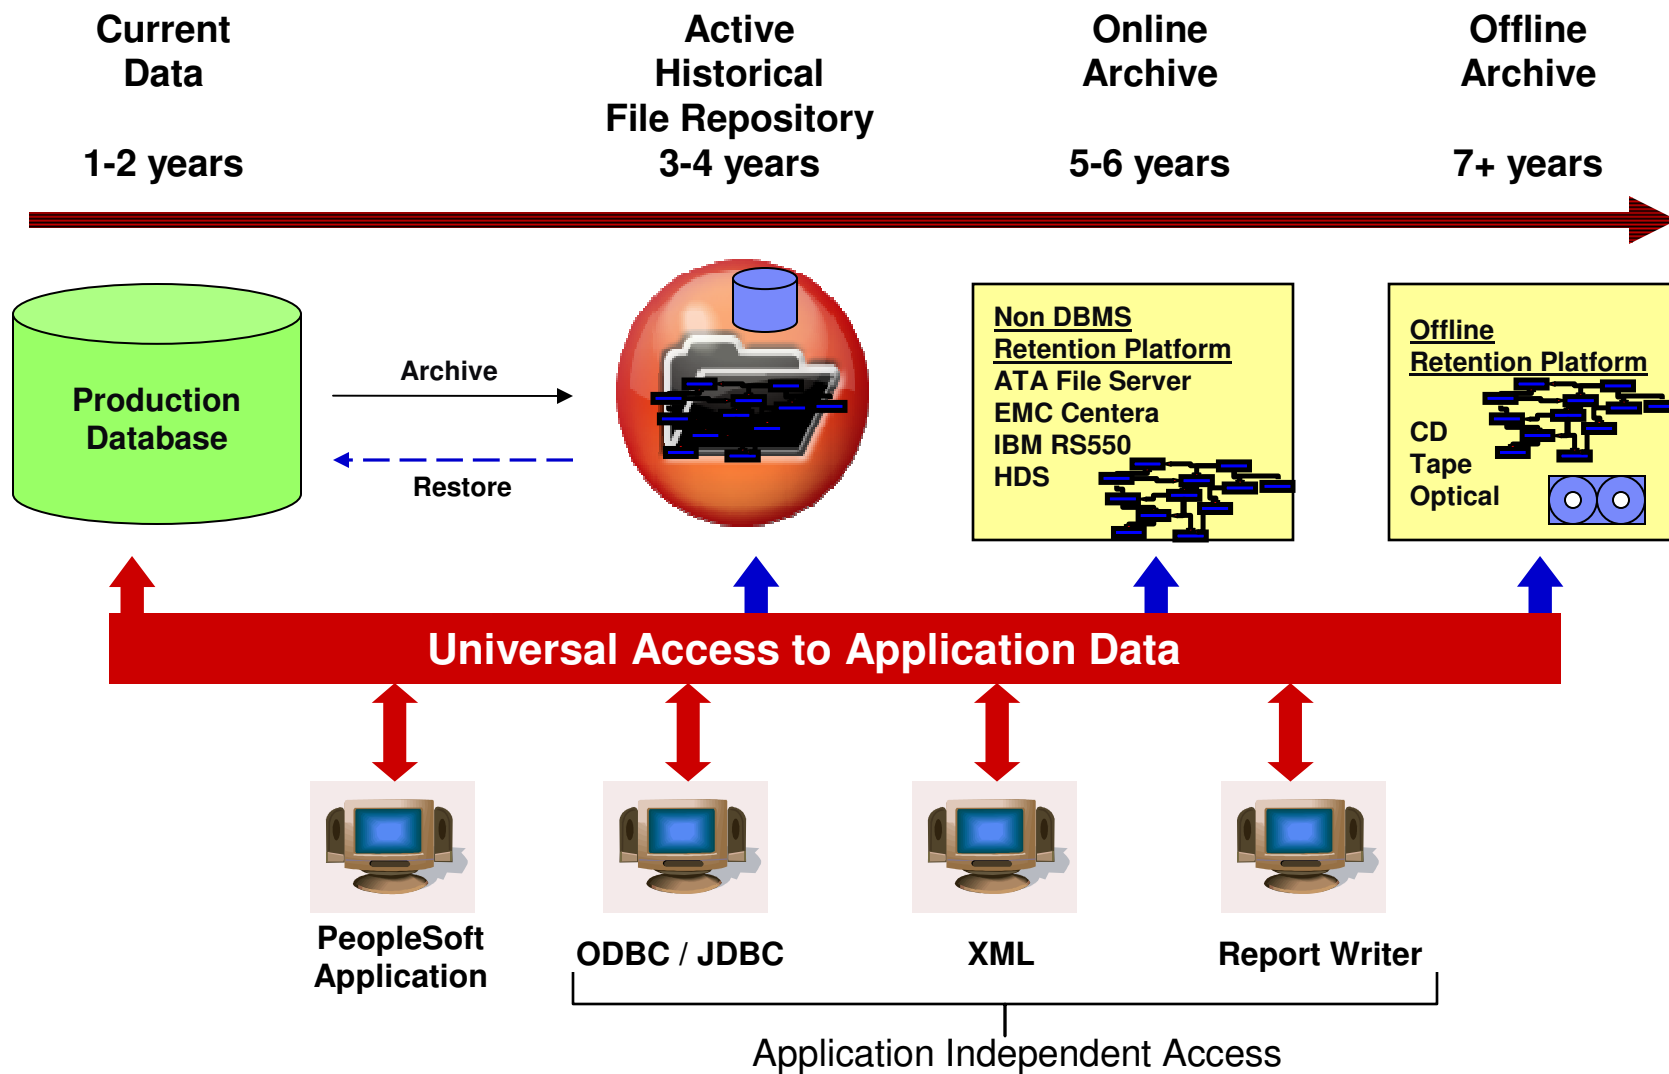 Current
Data
1-2 years
Active
Historical
File Repository
3-4 years
Online
Archive
5-6 years
Offline
Archive
7+ years
Production
Database
Archive
Restore
Non DBMS
Retention Platform
ATA File Server
EMC Centera
IBM RS550
HDS
Offline
Retention Platform
CD
Tape
Optical
Universal Access to Application Data
PeopleSoft
Application
ODBC / JDBC
XML
Report Writer
Application Independent Access